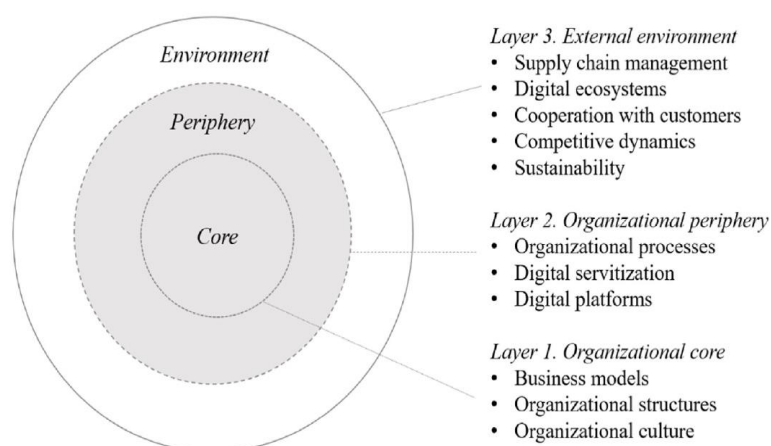 Environment
Periphery
Core
Layer 3. External environment
• Supply chain management
• Digital ecosystems
• Cooperation with customers
• Competitive dynamics
• Sustainability
Layer 2. Organizational periphery
• Organizational processes
• Digital servitization
• Digital platforms
Layer 1. Organizational core
• Business models
• Organizational structures
• Organizational culture